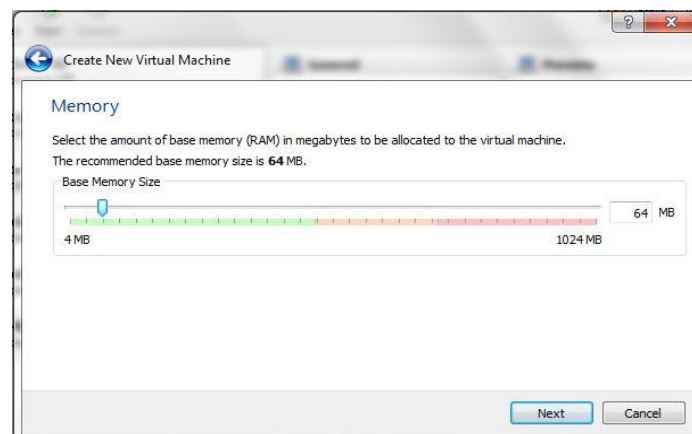 ?
Create New Virtual Machine
Memory
Select the amount of base memory (RAM) in megabytes to be allocated to the virtual machine.
The recommended base memory size is 64 MB.
Base Memory Size
64 MB
4 MB 1024 MB
Next Cancel